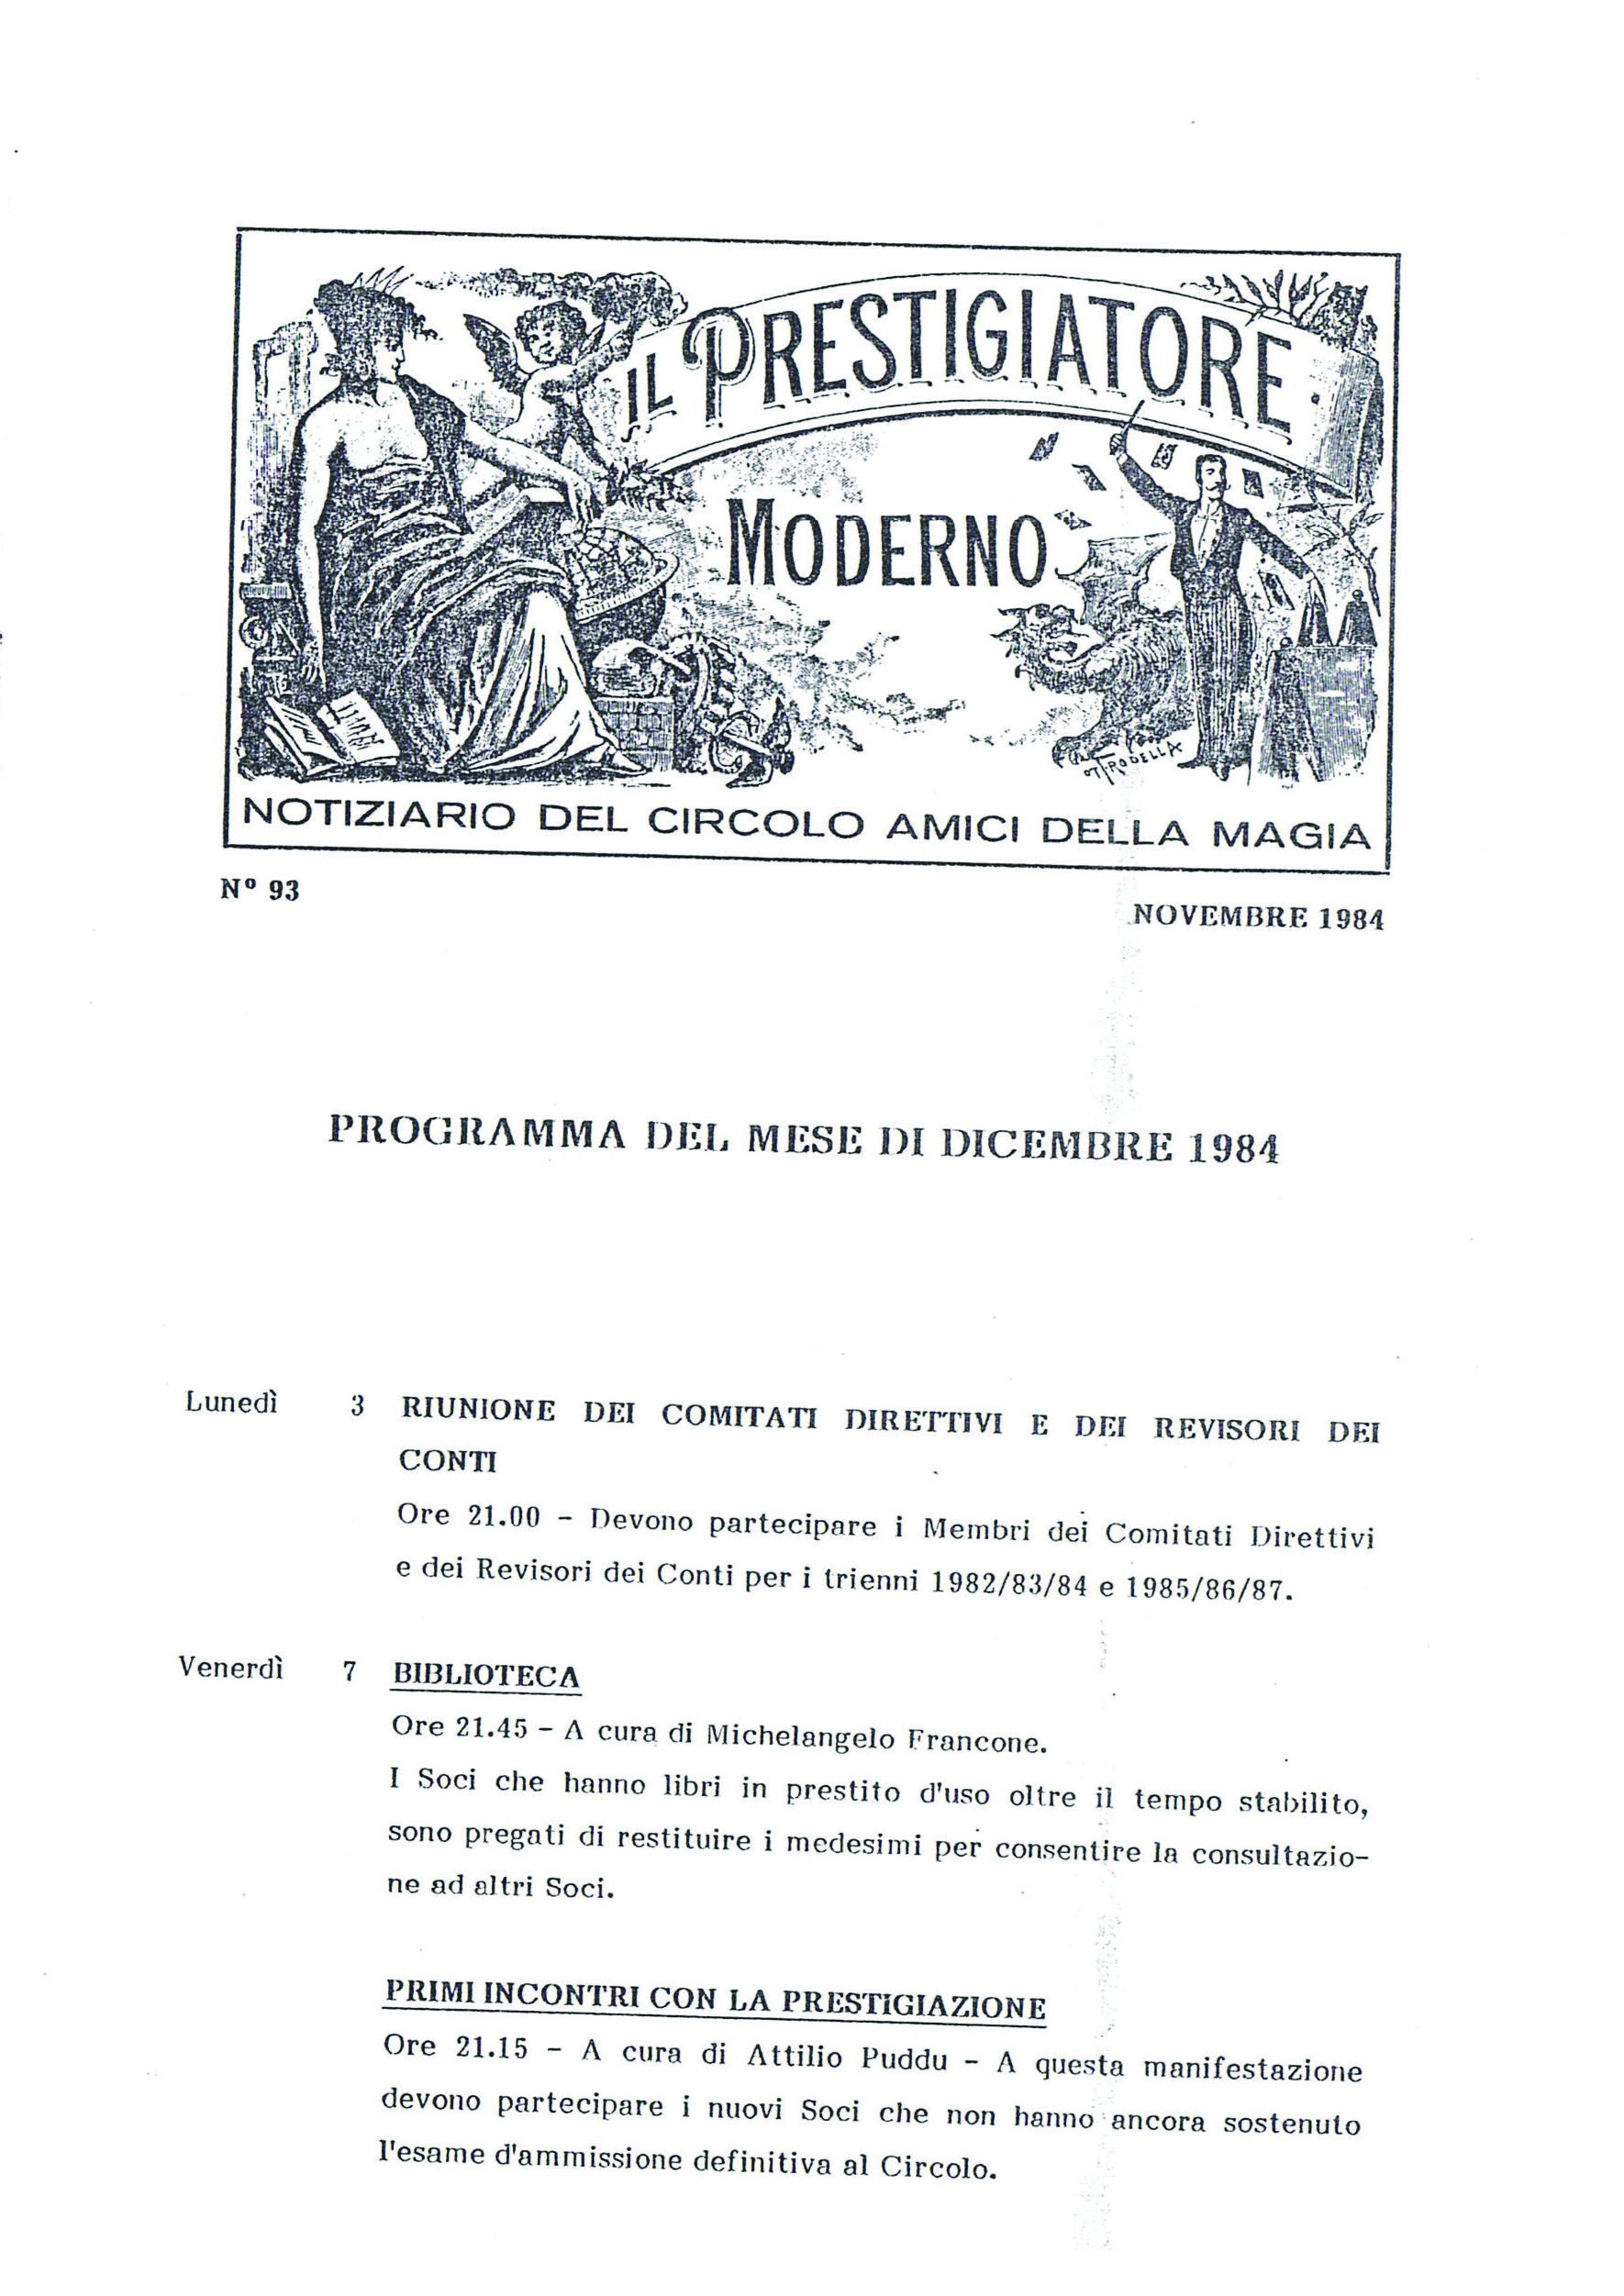 IL PRESTIGIATORE
MODERNO
NOTIZIARIO DEL CIRCOLO AMICI DELLA MAGIA
Nº 93
NOVEMBRE 1984
PROGRAMMA DEL MESE DI DICEMBRE 1984
Lunedì 3 RIUNIONE DEI COMITATI DIRETTIVI E DEI REVISORI DEI
CONTI
Ore 21.00 - Devono partecipare i Membri dei Comitati Direttivi
e dei Revisori dei Conti per i trienni 1982/83/84 e 1985/86/87.
Venerdì 7 BIBLIOTECA
Ore 21.45 - A cura di Michelangelo Francone.
I Soci che hanno libri in prestito d'uso oltre il tempo stabilito,
sono pregati di restituire i medesimi per consentire la consultazio-
ne ad altri Soci.
PRIMI INCONTRI CON LA PRESTIGIAZIONE
Ore 21.15 - A cura di Attilio Puddu - A questa manifestazione
devono partecipare i nuovi Soci che non hanno ancora sostenuto
l'esame d'ammissione definitiva al Circolo.